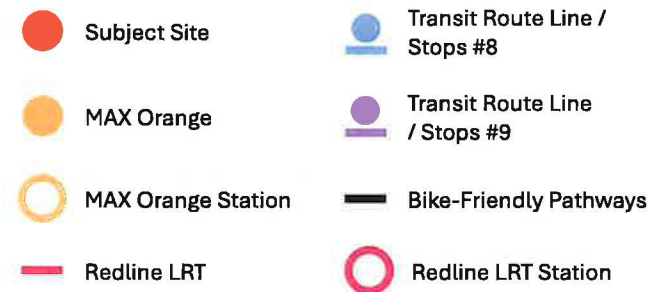 Subject Site
MAX Orange
MAX Orange Station
Redline LRT
Transit Route Line /
Stops #8
Transit Route Line
/ Stops #9
Bike-Friendly Pathways
Redline LRT Station